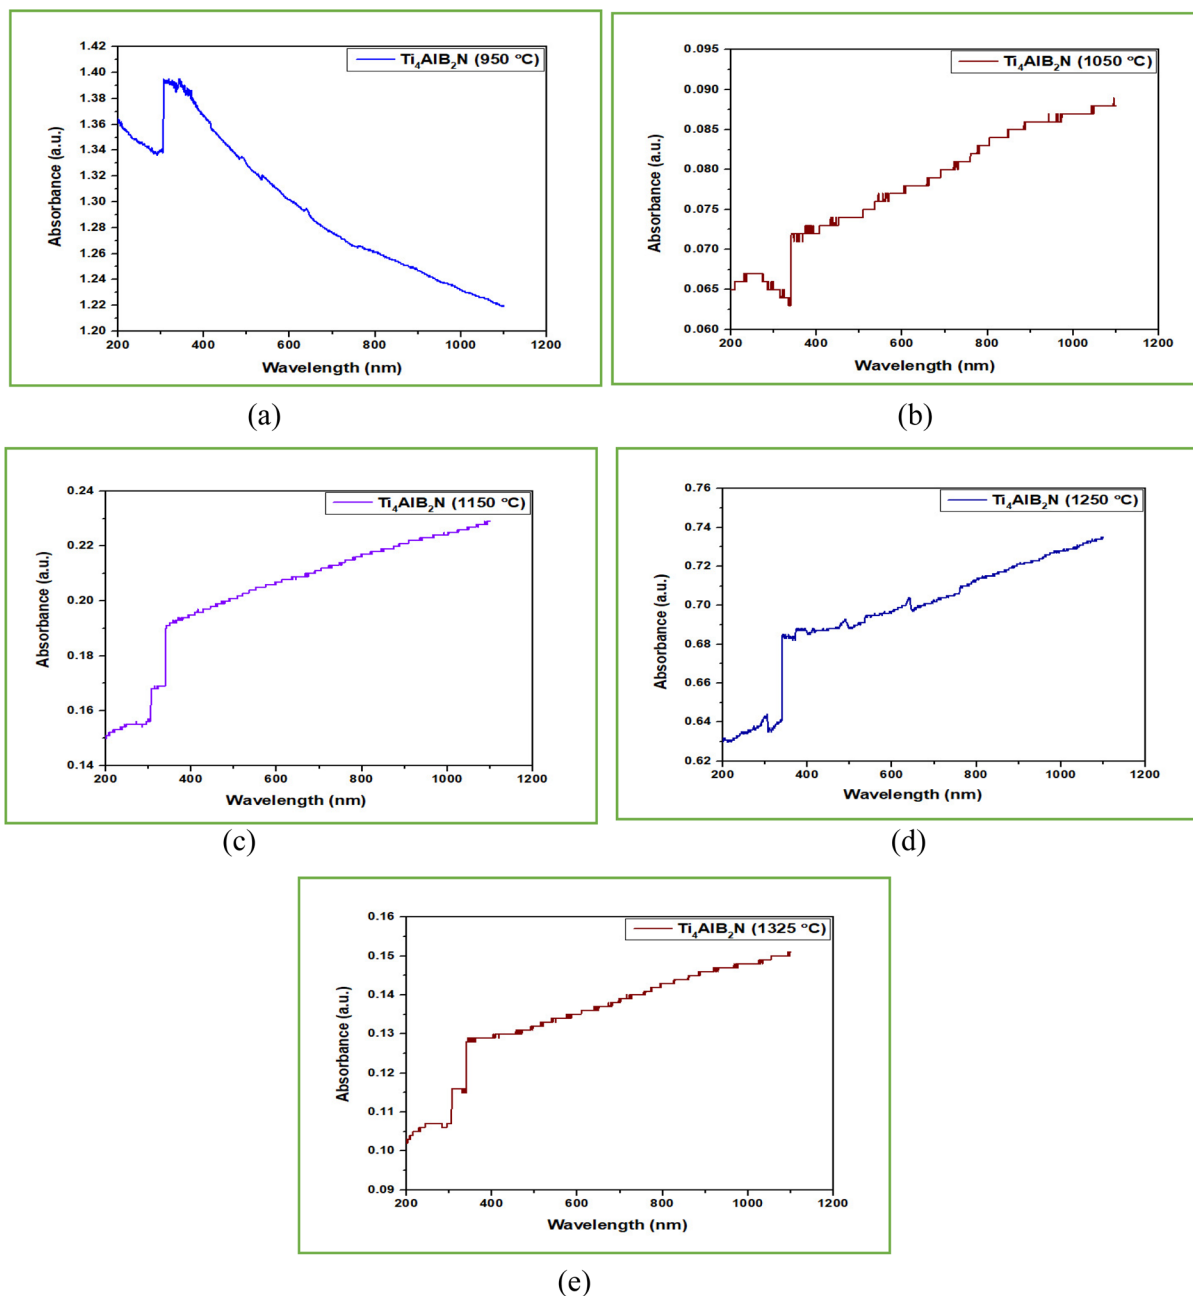 Ti₄AlB₂N (950 °C)
1.42
1.40
1.38
1.36
1.34
1.32
1.30
1.28
1.26
1.24
1.22
1.20
Absorbance (a.u.)
200 400 600 800 1000 1200
Wavelength (nm)
(a)
Ti₄AlB₂N (1050 °C)
0.095
0.090
0.085
0.080
0.075
0.070
0.065
0.060
Absorbance (a.u.)
200 400 600 800 1000 1200
Wavelength (nm)
(b)
Ti₄AlB₂N (1150 °C)
0.24
0.22
0.20
0.18
0.16
0.14
Absorbance (a.u.)
200 400 600 800 1000 1200
Wavelength (nm)
(c)
Ti₄AlB₂N (1250 °C)
0.76
0.74
0.72
0.70
0.68
0.66
0.64
0.62
Absorbance (a.u.)
200 400 600 800 1000 1200
Wavelength (nm)
(d)
Ti₄AlB₂N (1325 °C)
0.16
0.15
0.14
0.13
0.12
0.11
0.10
0.09
Absorbance (a.u.)
200 400 600 800 1000 1200
Wavelength (nm)
(e)